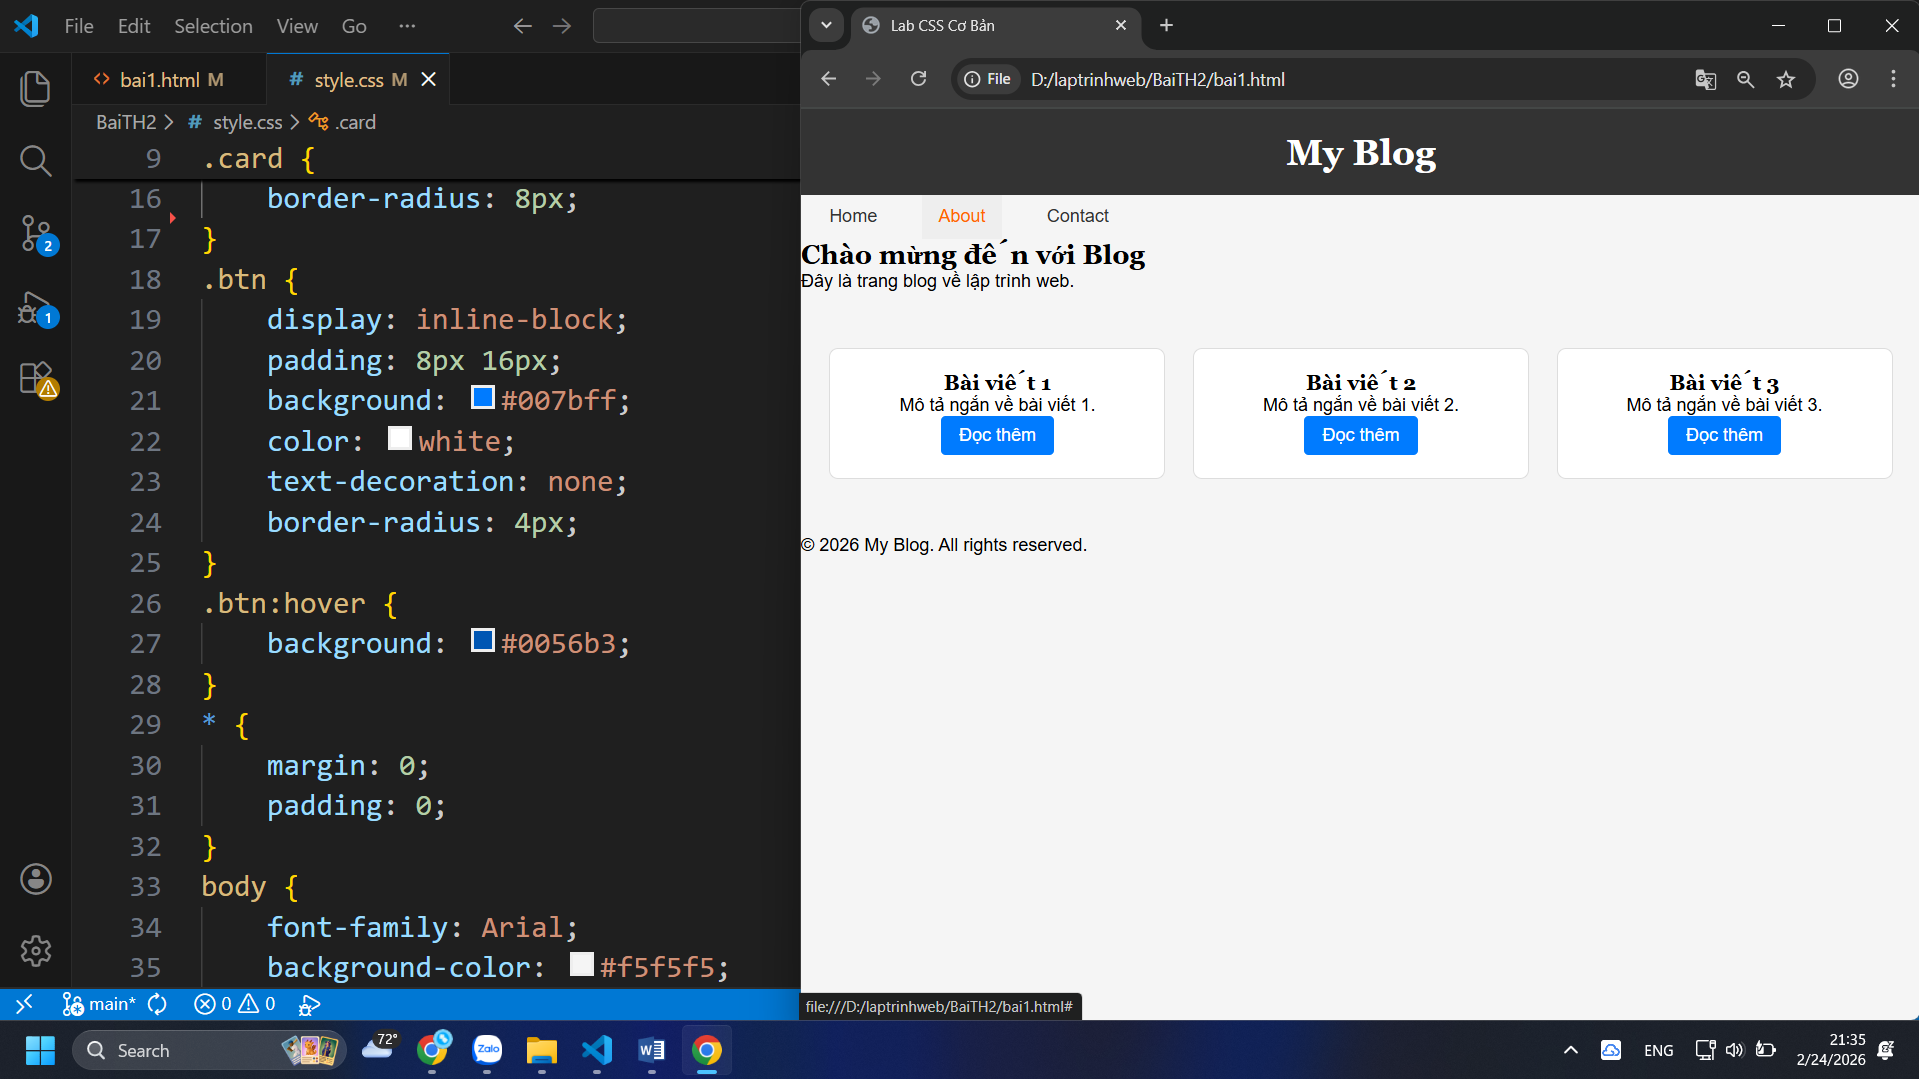 File Edit Selection View Go ···
bai1.html M
# style.css M
BaiTH2 > # style.css > .card
9 .card {
16 border-radius: 8px;
17 }
18 .btn {
19 display: inline-block;
20 padding: 8px 16px;
21 background: #007bff;
22 color: white;
23 text-decoration: none;
24 border-radius: 4px;
25 }
26 .btn:hover {
27 background: #0056b3;
28 }
29 * {
30 margin: 0;
31 padding: 0;
32 }
33 body {
34 font-family: Arial;
35 background-color: #f5f5f5;
2
1
main* 0 0
Lab CSS Cơ Bản
File D:/laptrinhweb/BaiTH2/bai1.html
My Blog
Home About Contact
Chào mừng đến với Blog
Đây là trang blog về lập trình web.
Bài viết 1
Mô tả ngắn về bài viết 1.
Đọc thêm
Bài viết 2
Mô tả ngắn về bài viết 2.
Đọc thêm
Bài viết 3
Mô tả ngắn về bài viết 3.
Đọc thêm
© 2026 My Blog. All rights reserved.
file:///D:/laptrinhweb/BaiTH2/bai1.html#
Search
72°
Zalo
ENG
21:35
2/24/2026